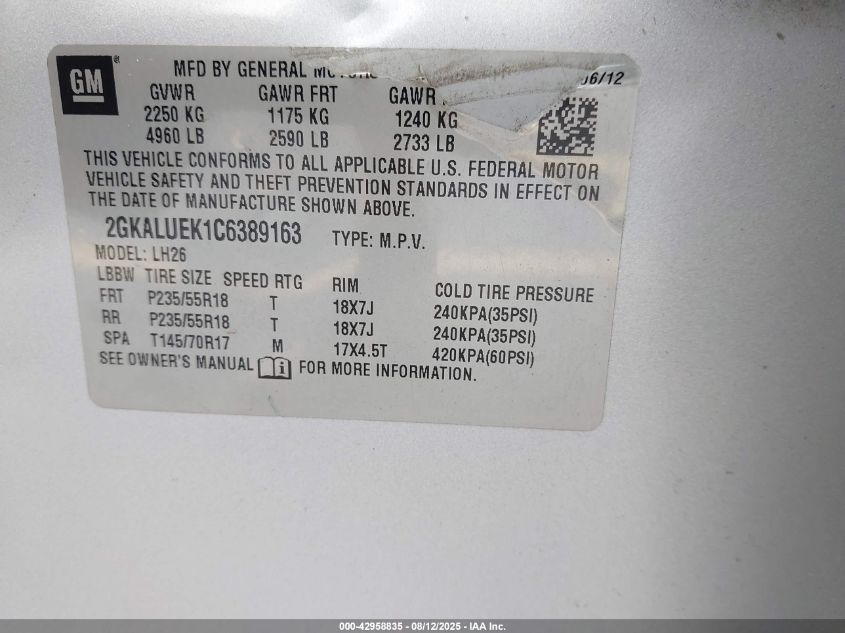 GM ®
MFD BY GENERAL 06/12
GVWR GAWR FRT GAWR
2250 KG 1175 KG 1240 KG
4960 LB 2590 LB 2733 LB
THIS VEHICLE CONFORMS TO ALL APPLICABLE U.S. FEDERAL MOTOR
VEHICLE SAFETY AND THEFT PREVENTION STANDARDS IN EFFECT ON
THE DATE OF MANUFACTURE SHOWN ABOVE.
2GKALUEK1C6389163 TYPE: M.P.V.
MODEL: LH26
LBBW TIRE SIZE SPEED RTG RIM COLD TIRE PRESSURE
FRT P235/55R18 T 18X7J 240KPA(35PSI)
RR P235/55R18 T 18X7J 240KPA(35PSI)
SPA T145/70R17 M 17X4.5T 420KPA(60PSI)
SEE OWNER'S MANUAL i FOR MORE INFORMATION.
000-42958835 - 08/12/2025 - IAA Inc.